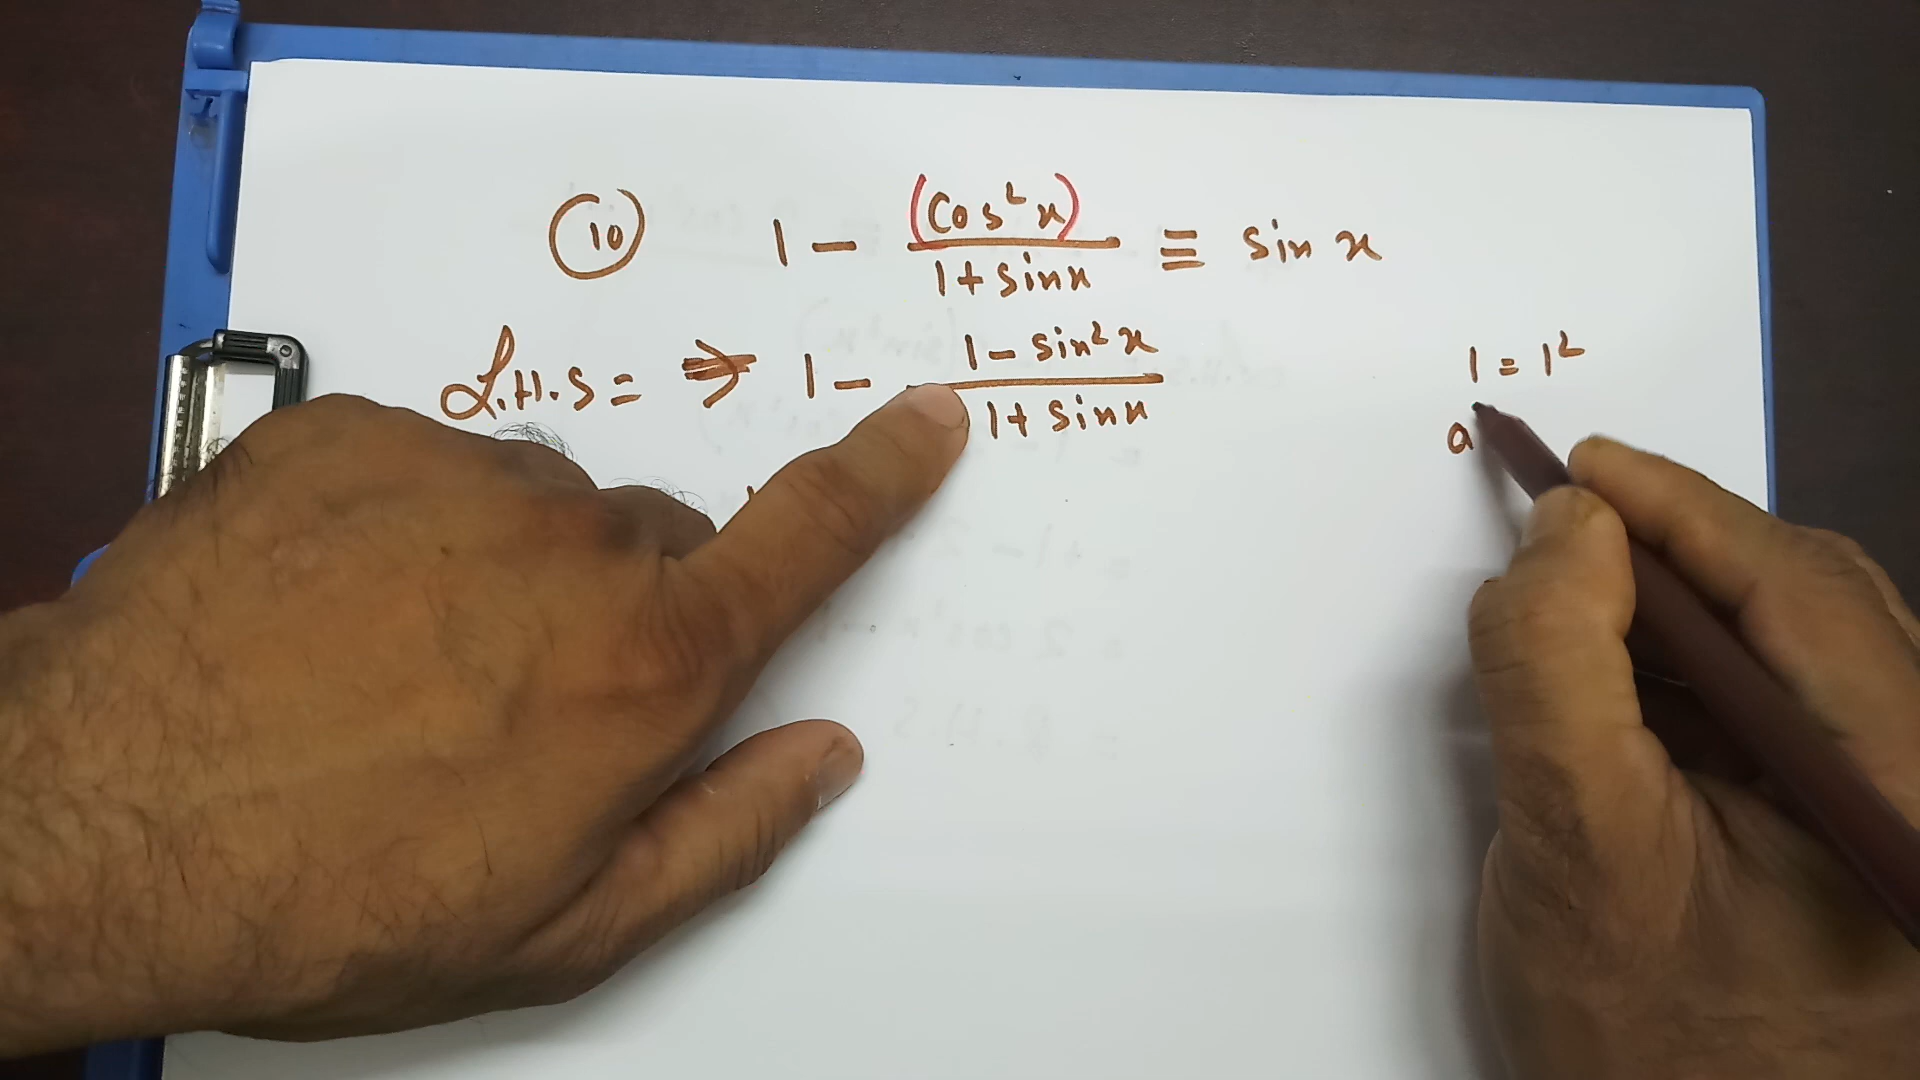 10 1 - (Cos²x)/(1+sinx) ≡ sin x
L.H.S = ⇒ 1 - (1 - sin²x)/(1+sinx)
1 = 1²
a